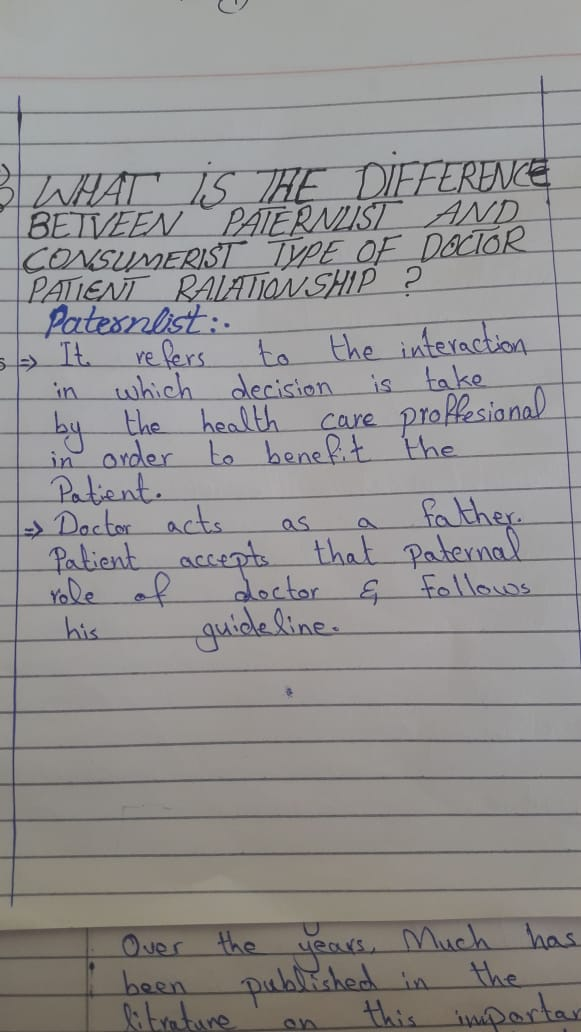 WHAT IS THE DIFFERENCE
BETVEEN PATERNLIST AND
CONSUMERIST TYPE OF DOCTOR
PATIENT RALATIONSHIP ?
Paternlist:-
⇒ It refers to the interaction
in which decision is take
by the health care proffesional
in order to benefit the
Patient.
⇒ Doctor acts as a father.
Patient accepts that paternal
role of doctor & follows
his guideline.
Over the years, Much has
been published in the
litrature on this importan